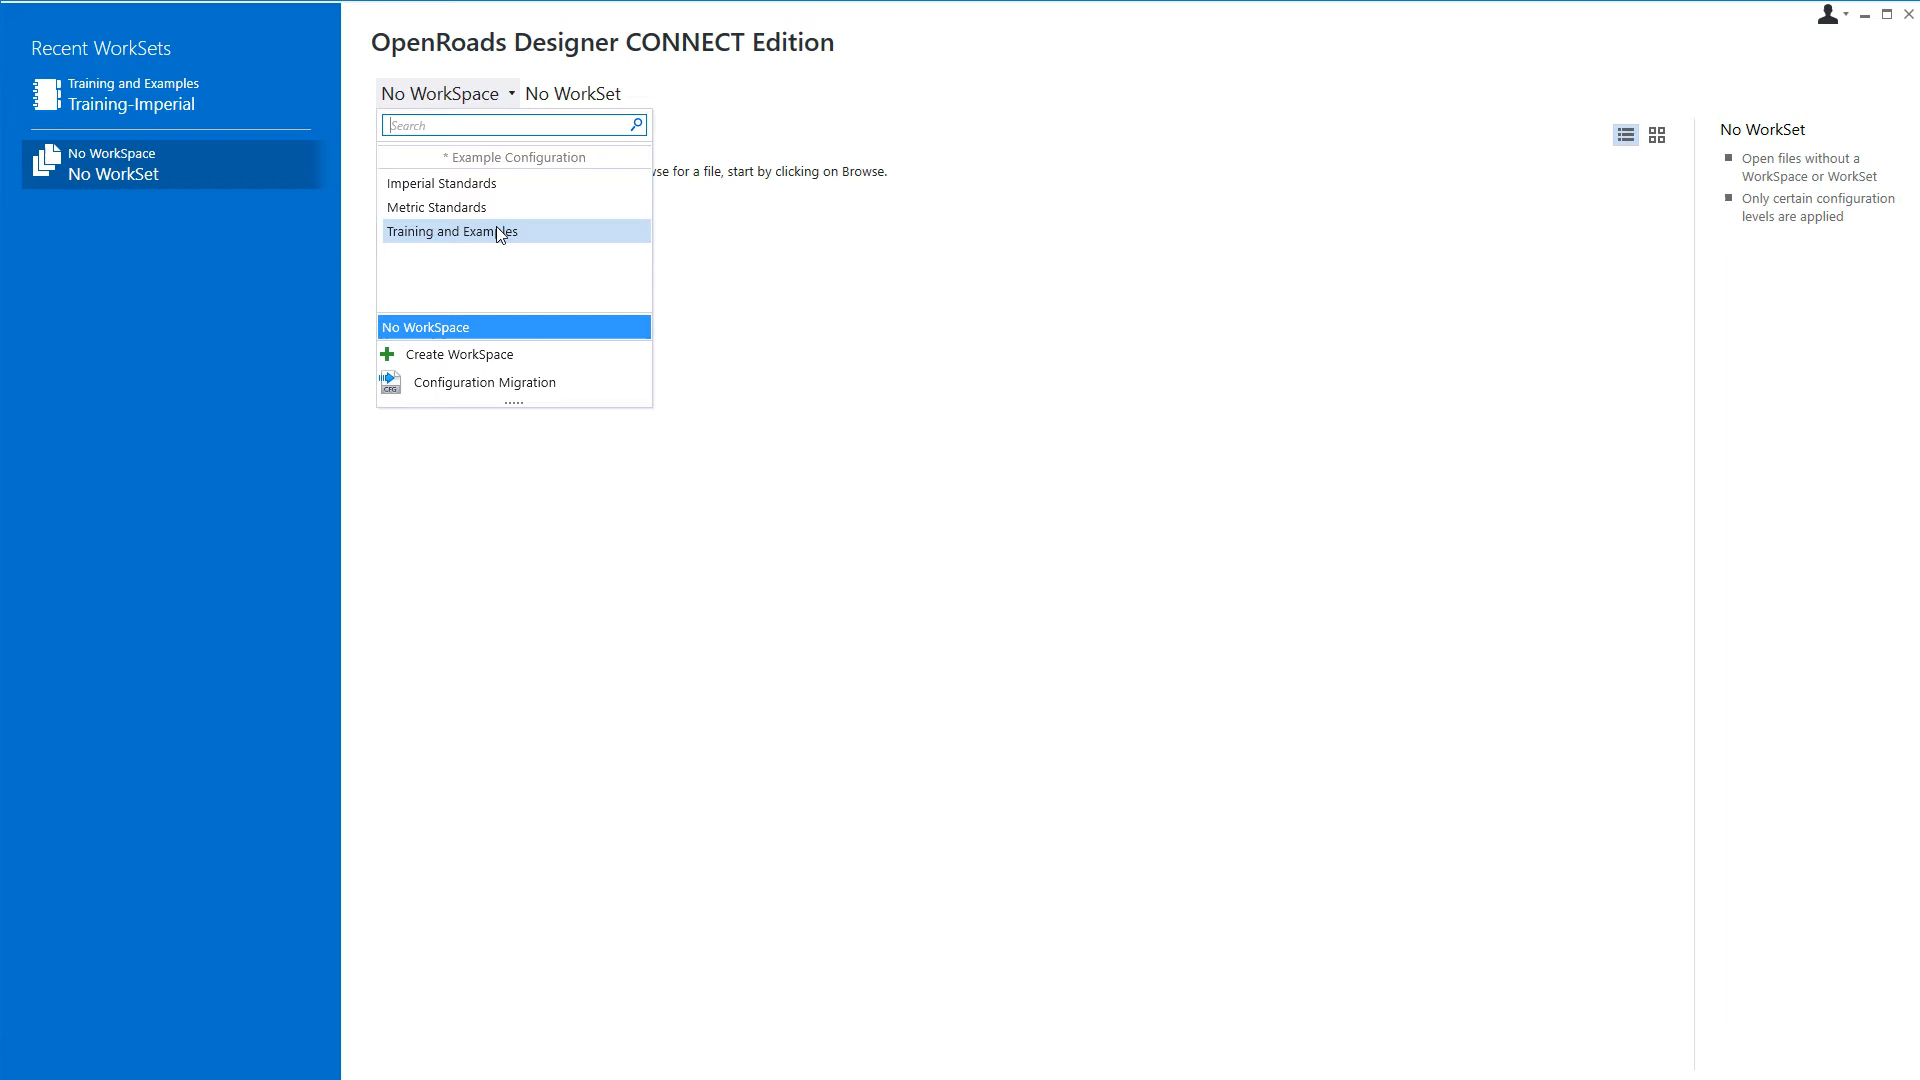 Recent WorkSets
Training and Examples
Training-Imperial
No WorkSpace
No WorkSet
OpenRoads Designer CONNECT Edition
No WorkSpace No WorkSet
Search
* Example Configuration
Imperial Standards
Metric Standards
Training and Examples
No WorkSpace
Create WorkSpace
CFG
Configuration Migration
for a file, start by clicking on Browse.
No WorkSet
Open files without a
WorkSpace or WorkSet
Only certain configuration
levels are applied